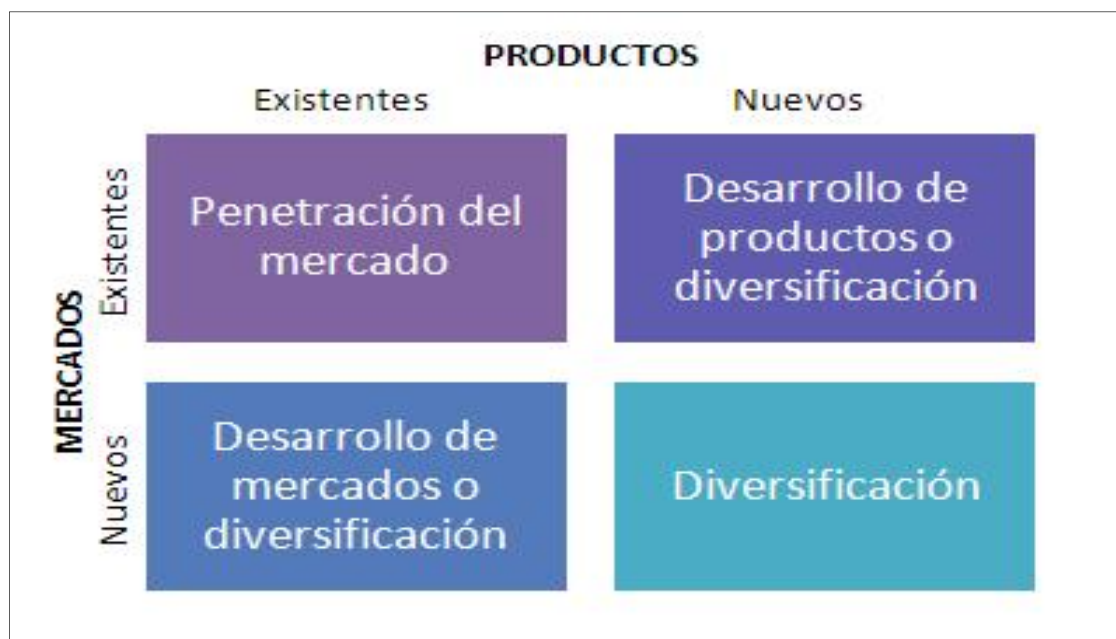 PRODUCTOS
Existentes
Nuevos
MERCADOS
Existentes
Penetración del
mercado
Desarrollo de
productos o
diversificación
Nuevos
Desarrollo de
mercados o
diversificación
Diversificación